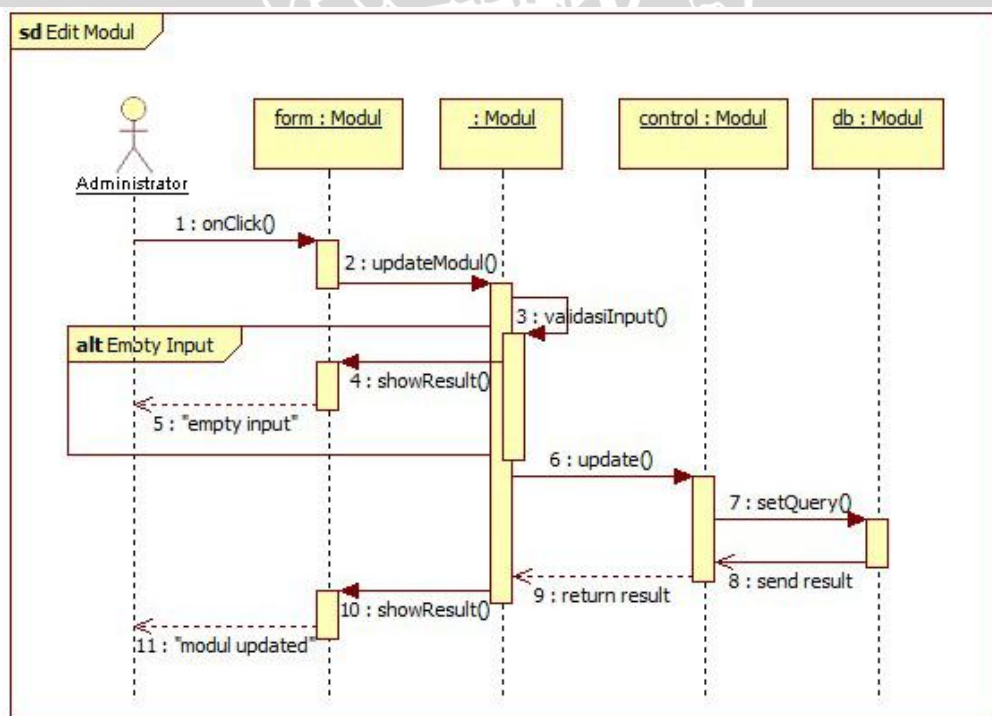 sd Edit Modul
form : Modul
: Modul
control : Modul
db : Modul
Administrator
1 : onClick()
2 : updateModul()
3 : validasiInput()
alt Empty Input
4 : showResult()
5 : "empty input"
6 : update()
7 : setQuery()
8 : send result
9 : return result
10 : showResult()
11 : "modul updated"